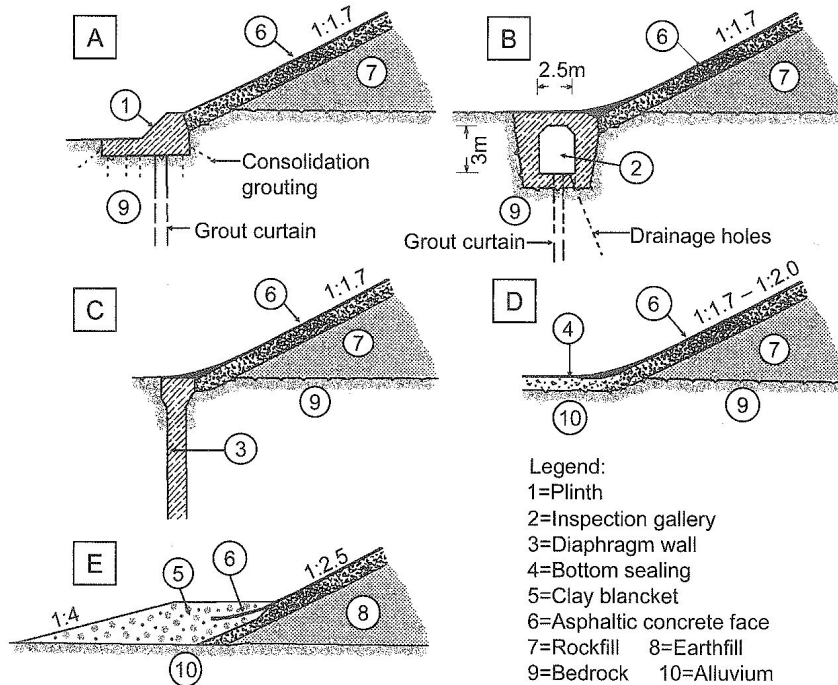 A
6
1:1.7
7
1
Consolidation
grouting
9
Grout curtain
B
6
1:1.7
2.5m
7
3m
2
9
Grout curtain
Drainage holes
C
6
1:1.7
7
9
3
D
4
6
1:1.7 – 1:2.0
7
10
9
E
5
6
1:2.5
1:4
8
10
Legend:
1=Plinth
2=Inspection gallery
3=Diaphragm wall
4=Bottom sealing
5=Clay blancket
6=Asphaltic concrete face
7=Rockfill 8=Earthfill
9=Bedrock 10=Alluvium